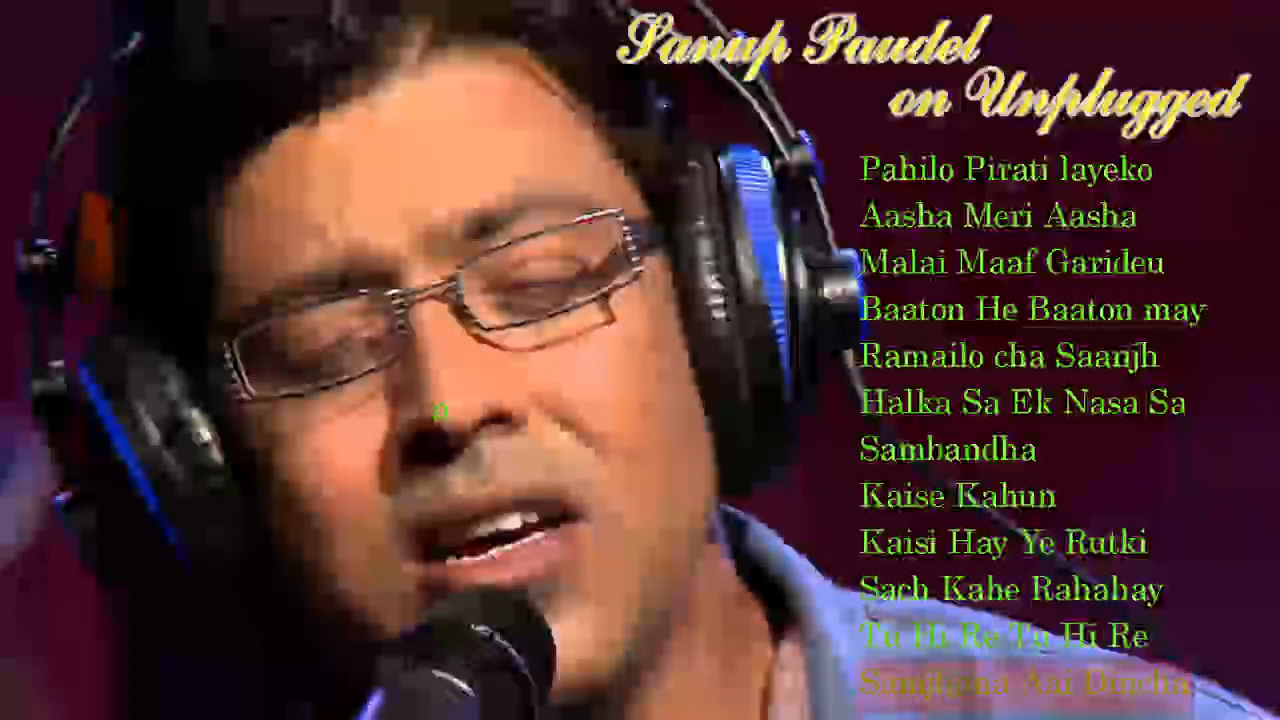 Sanup Paudel
on Unplugged
Pahilo Pirati layeko
Aasha Meri Aasha
Malai Maaf Garideu
Baaton He Baaton may
Ramailo cha Saanjh
Halka Sa Ek Nasa Sa
Sambandha
Kaise Kahun
Kaisi Hay Ye Rutki
Sach Kahe Rahahay
Tu Hi Re Tu Hi Re
Aai